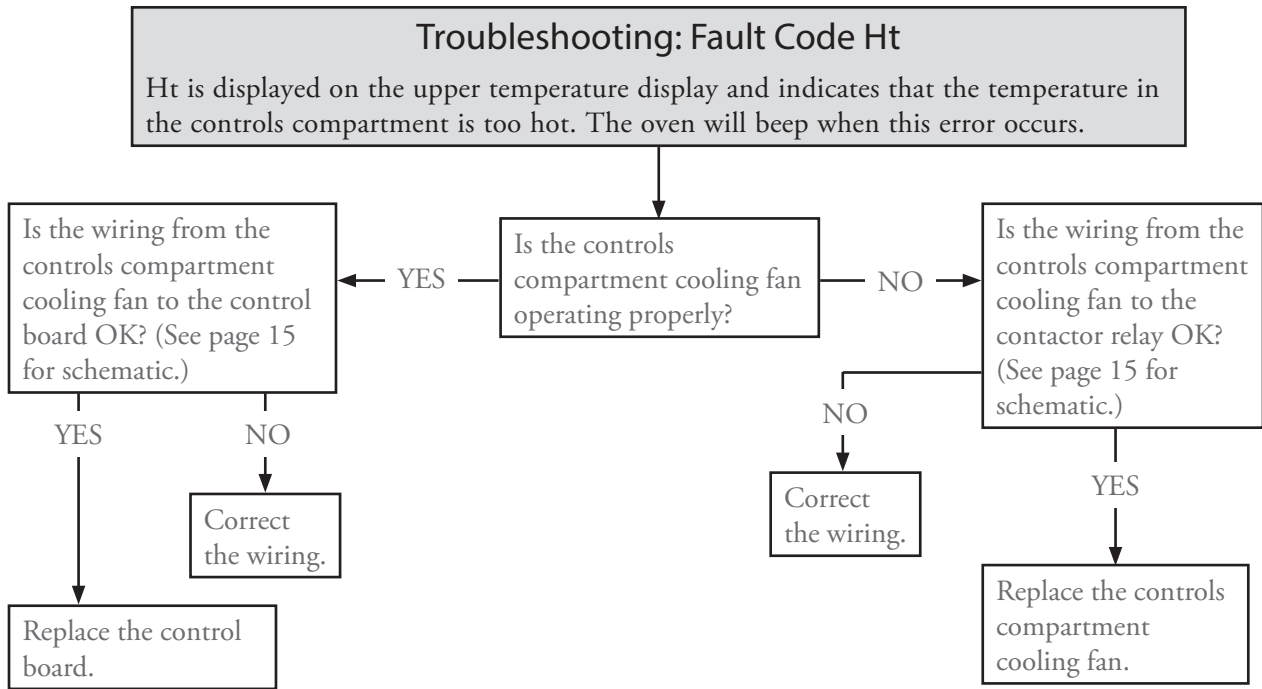 Troubleshooting: Fault Code Ht
Ht is displayed on the upper temperature display and indicates that the temperature in
the controls compartment is too hot. The oven will beep when this error occurs.
Is the controls
compartment cooling fan
operating properly?
YES
NO
Is the wiring from the
controls compartment
cooling fan to the control
board OK? (See page 15
for schematic.)
YES
NO
Correct
the wiring.
Replace the control
board.
Is the wiring from the
controls compartment
cooling fan to the
contactor relay OK?
(See page 15 for
schematic.)
NO
YES
Correct
the wiring.
Replace the controls
compartment
cooling fan.